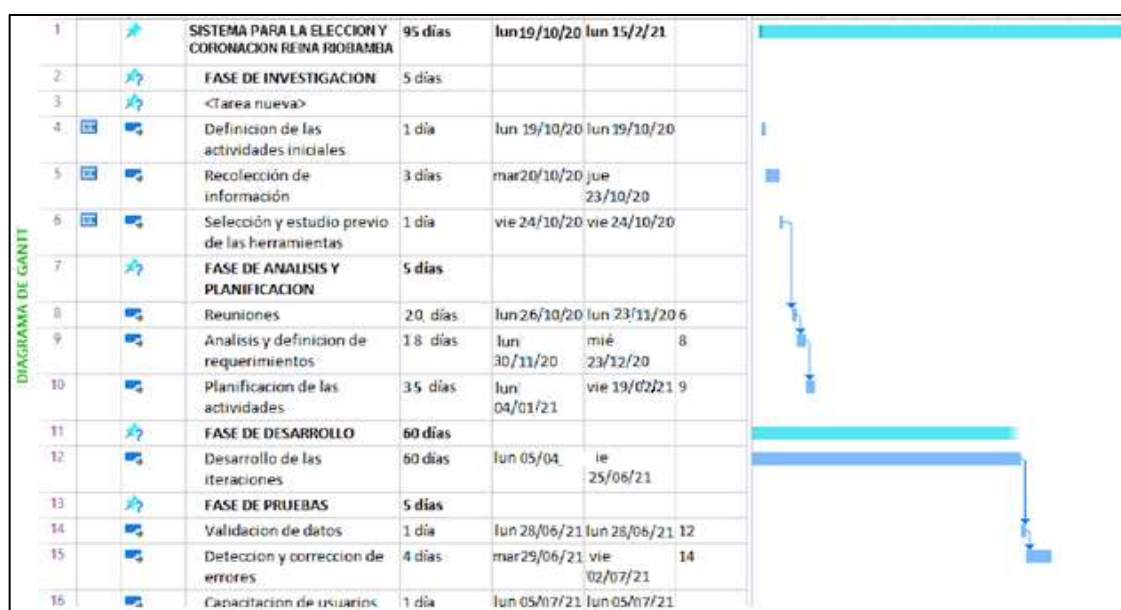 DIAGRAMA DE GANTT
1 SISTEMA PARA LA ELECCION Y 95 días lun 19/10/20 lun 15/2/21
CORONACION REINA RIOBAMBA
2 FASE DE INVESTIGACION 5 días
3 <Tarea nueva>
4 Definicion de las 1 día lun 19/10/20 lun 19/10/20
actividades iniciales
5 Recolección de 3 días mar20/10/20 jue
información 23/10/20
6 Selección y estudio previo 1 día vie 24/10/20 vie 24/10/20
de las herramientas
7 FASE DE ANALISIS Y 5 días
PLANIFICACION
8 Reuniones 20 días lun26/10/20 lun 23/11/20 6
9 Analisis y definicion de 18 días lun mié 8
requerimientos 30/11/20 23/12/20
10 Planificacion de las 35 días lun vie 19/02/21 9
actividades 04/01/21
11 FASE DE DESARROLLO 60 días
12 Desarrollo de las 60 días lun 05/04 ie
iteraciones 25/06/21
13 FASE DE PRUEBAS 5 días
14 Validacion de datos 1 día lun 28/06/21 lun 28/06/21 12
15 Deteccion y correccion de 4 días mar29/06/21 vie 14
errores 02/07/21
16 Capacitacion de usuarios 1 día lun 05/07/21 lun 05/07/21